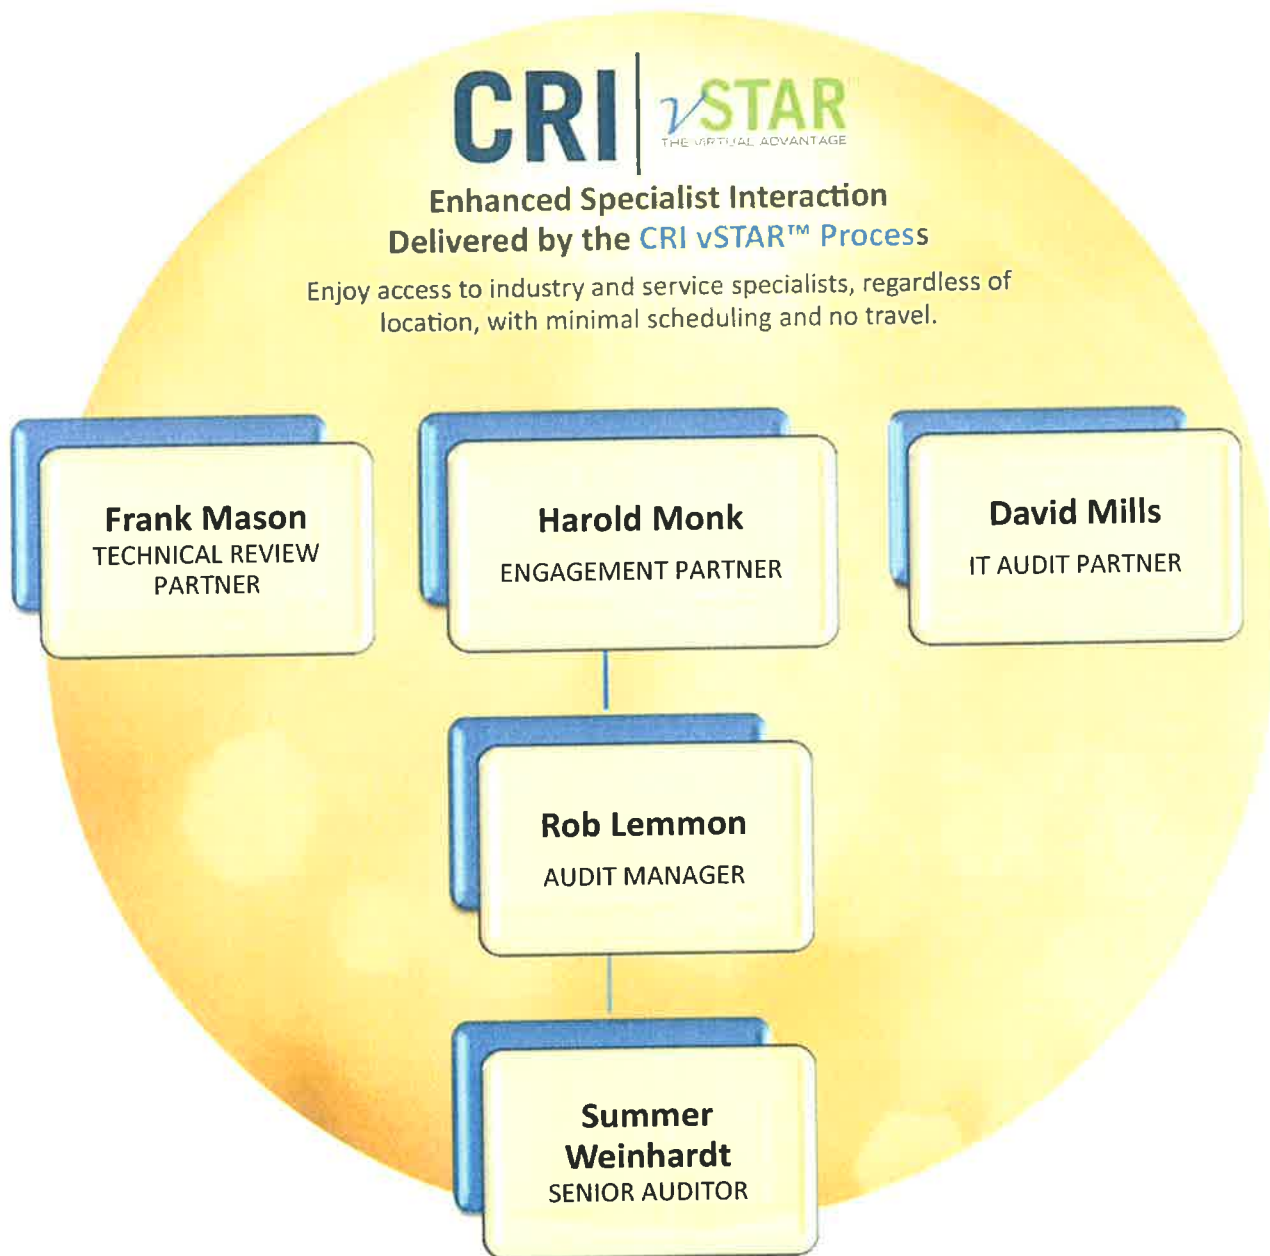 CRI
vSTAR
THE VIRTUAL ADVANTAGE
Enhanced Specialist Interaction
Delivered by the CRI vSTAR™ Process
Enjoy access to industry and service specialists, regardless of
location, with minimal scheduling and no travel.
Frank Mason
TECHNICAL REVIEW
PARTNER
Harold Monk
ENGAGEMENT PARTNER
David Mills
IT AUDIT PARTNER
Rob Lemmon
AUDIT MANAGER
Summer
Weinhardt
SENIOR AUDITOR